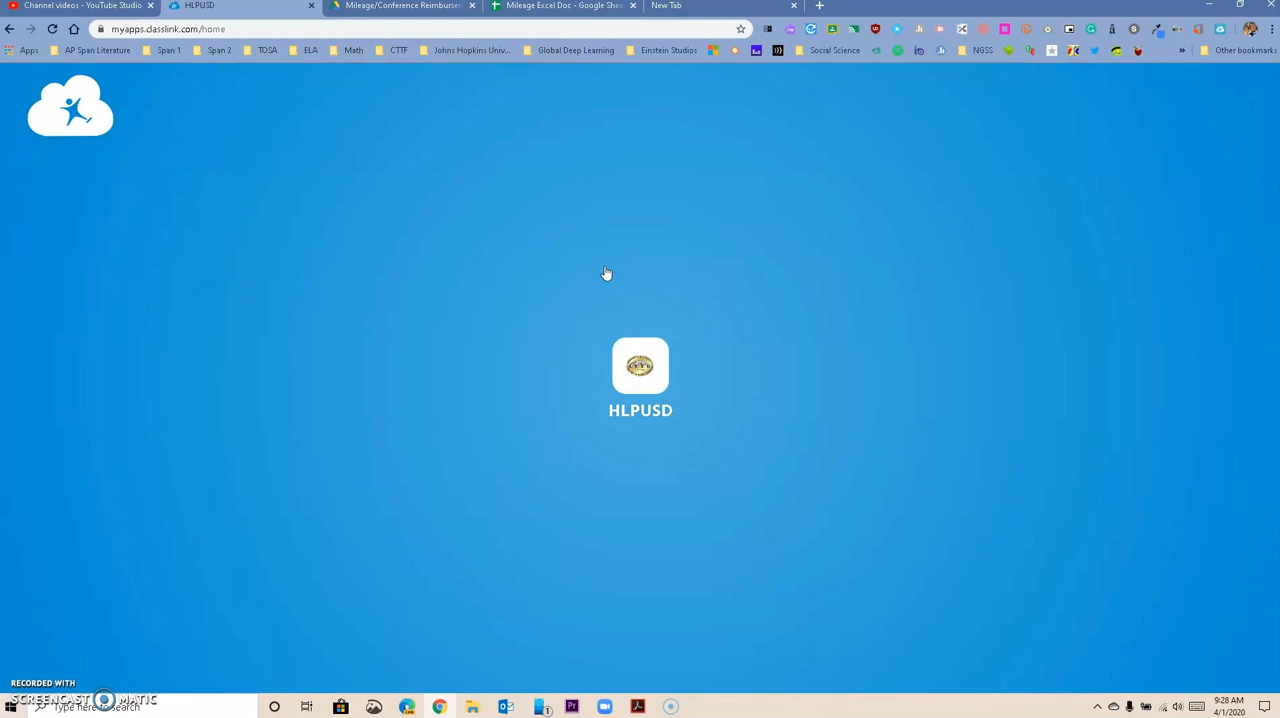 Channel videos - YouTube Studio
HLPUSD
Mileage/Conference Reimburser
Mileage Excel Doc - Google Shee
New Tab
myapps.classlink.com/home
Apps
AP Span Literature
Span 1
Span 2
TOSA
ELA
Math
CTTF
Johns Hopkins Univ...
Global Deep Learning
Einstein Studios
Social Science
NGSS
Other bookmarks
HLPUSD
RECORDED WITH
SCREENCAST MATIC
Type here to search
9:28 AM
4/1/2020